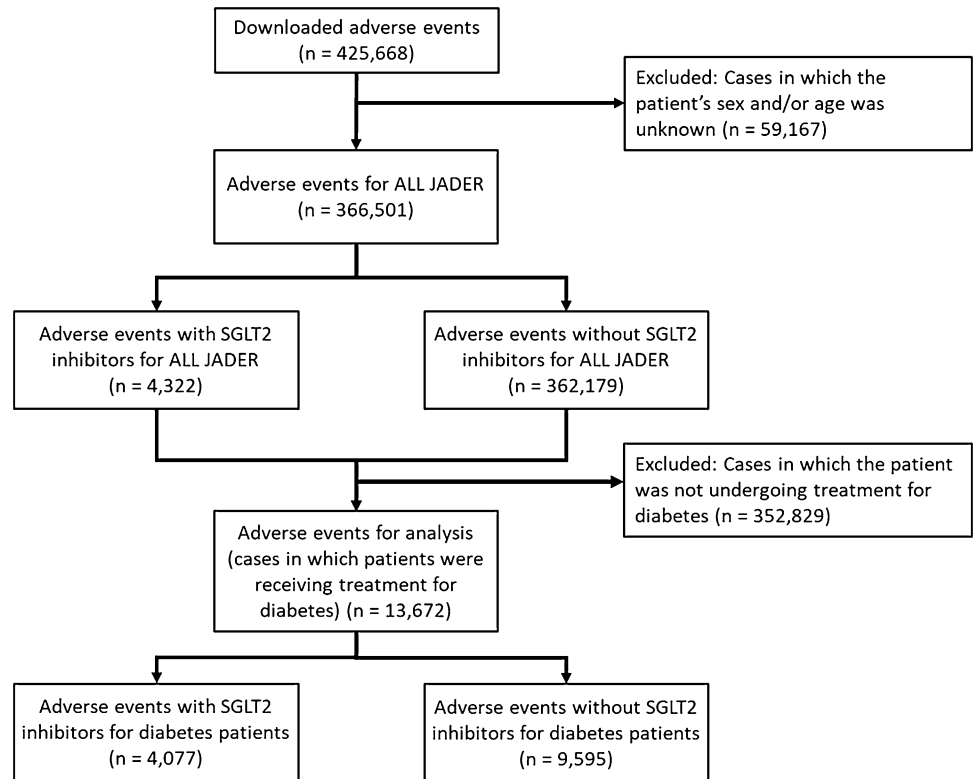 Downloaded adverse events
(n = 425,668)
Excluded: Cases in which the
patient's sex and/or age was
unknown (n = 59,167)
Adverse events for ALL JADER
(n = 366,501)
Adverse events with SGLT2
inhibitors for ALL JADER
(n = 4,322)
Adverse events without SGLT2
inhibitors for ALL JADER
(n = 362,179)
Excluded: Cases in which the patient
was not undergoing treatment for
diabetes (n = 352,829)
Adverse events for analysis
(cases in which patients were
receiving treatment for
diabetes) (n = 13,672)
Adverse events with SGLT2
inhibitors for diabetes patients
(n = 4,077)
Adverse events without SGLT2
inhibitors for diabetes patients
(n = 9,595)